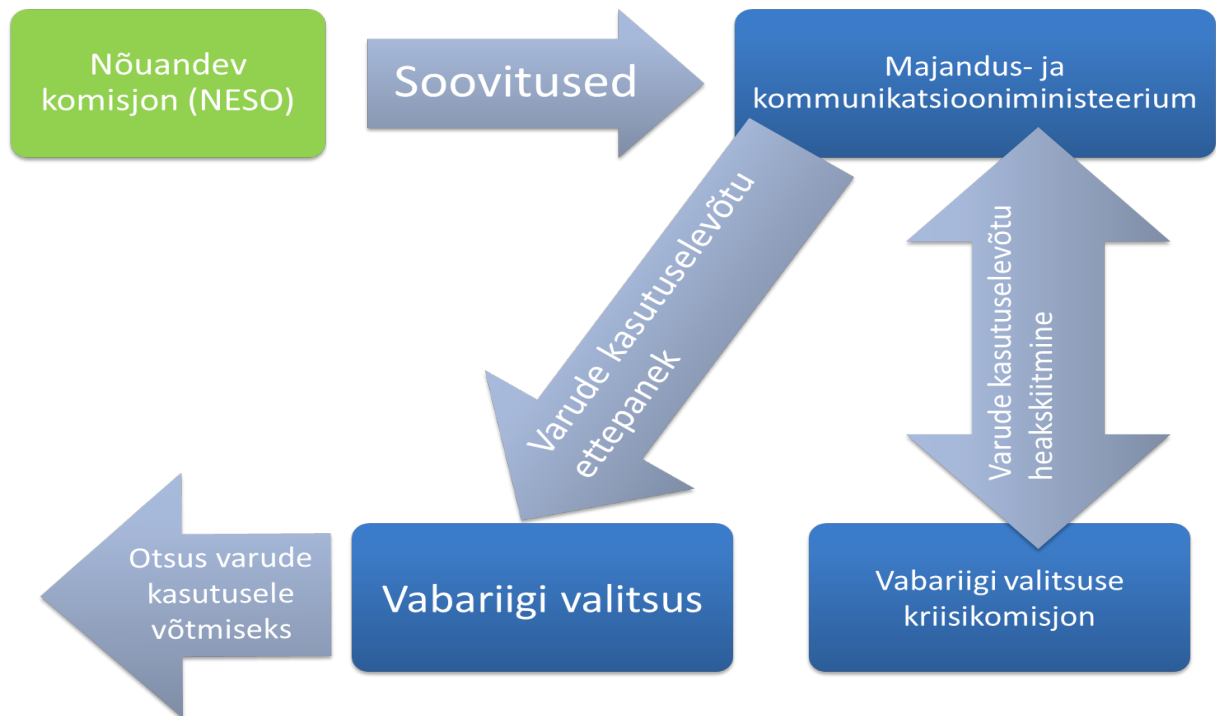 Nõuandev
komisjon (NESO)
Soovitused
Majandus- ja
kommunikatsiooniministeerium
Varude kasutuselevõtu
ettepanek
Varude kasutuselevõtu
heakskiitmine
Otsus varude
kasutusele
võtmiseks
Vabariigi valitsus
Vabariigi valitsuse
kriisikomisjon